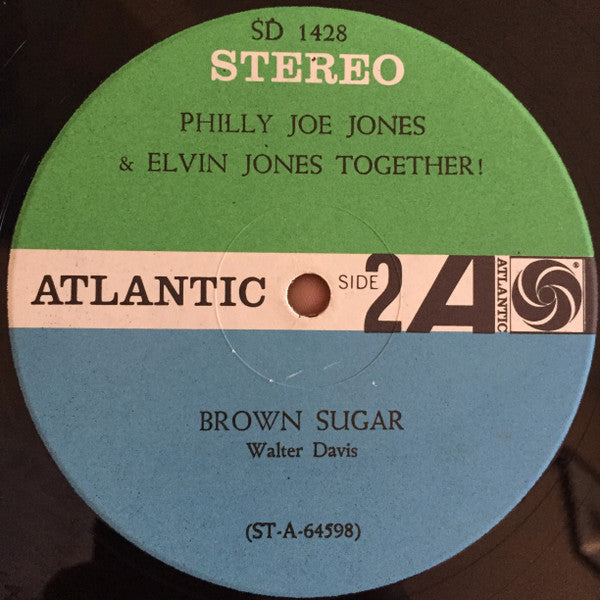 SD 1428
STEREO
PHILLY JOE JONES
& ELVIN JONES TOGETHER!
ATLANTIC
SIDE 2
A
ATLANTIC
®
BROWN SUGAR
Walter Davis
(ST-A-64598)